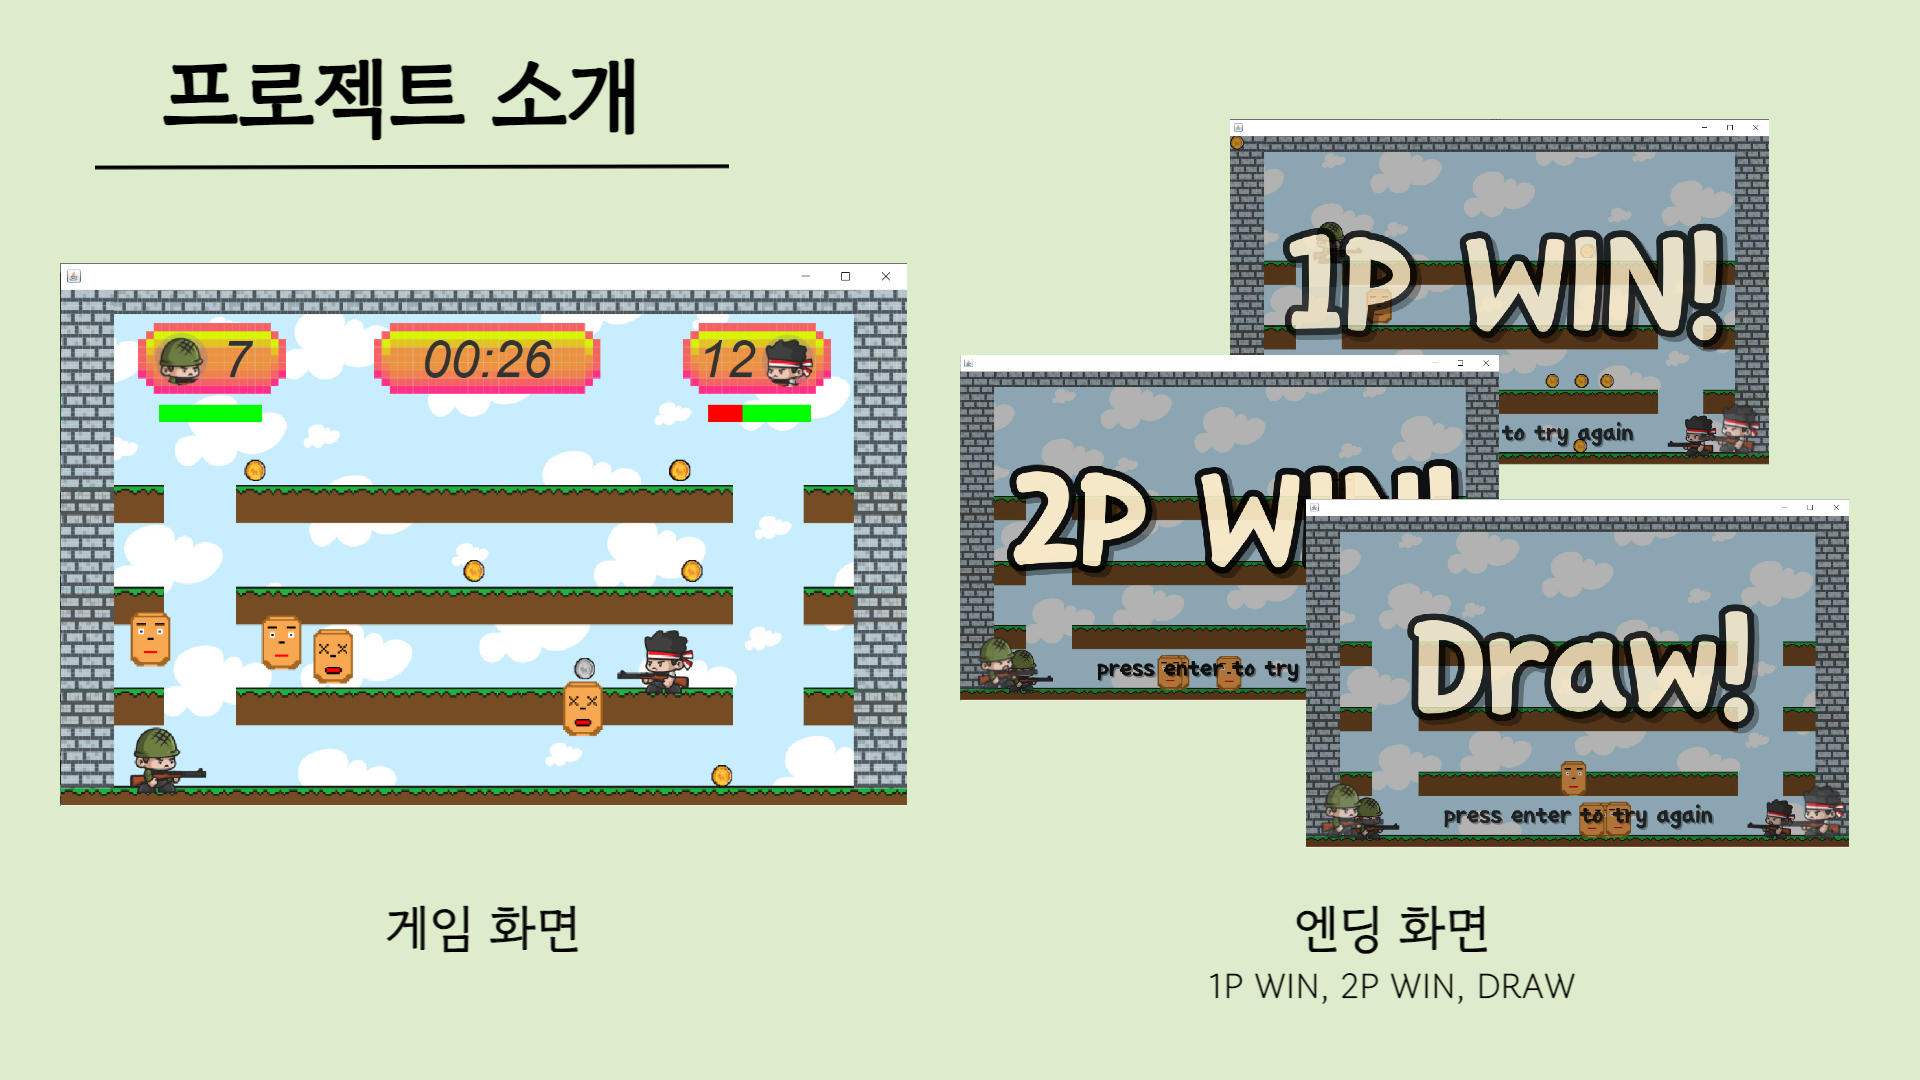 프로젝트 소개
7
00:26
12
1P WIN!
to try again
2P WIN!
press enter to try
Draw!
press enter to try again
게임 화면
엔딩 화면
1P WIN, 2P WIN, DRAW